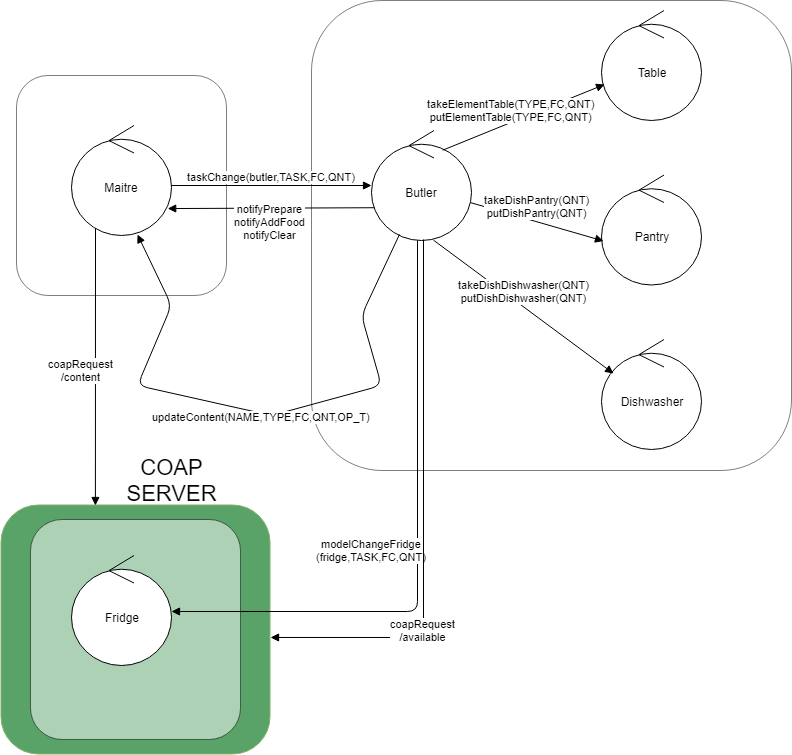 Table
takeElementTable(TYPE,FC,QNT)
putElementTable(TYPE,FC,QNT)
Maitre
taskChange(butler,TASK,FC,QNT)
Butler
notifyPrepare
notifyAddFood
notifyClear
takeDishPantry(QNT)
putDishPantry(QNT)
Pantry
takeDishDishwasher(QNT)
putDishDishwasher(QNT)
coapRequest
/content
Dishwasher
updateContent(NAME,TYPE,FC,QNT,OP_T)
COAP
SERVER
modelChangeFridge
(fridge,TASK,FC,QNT)
Fridge
coapRequest
/available